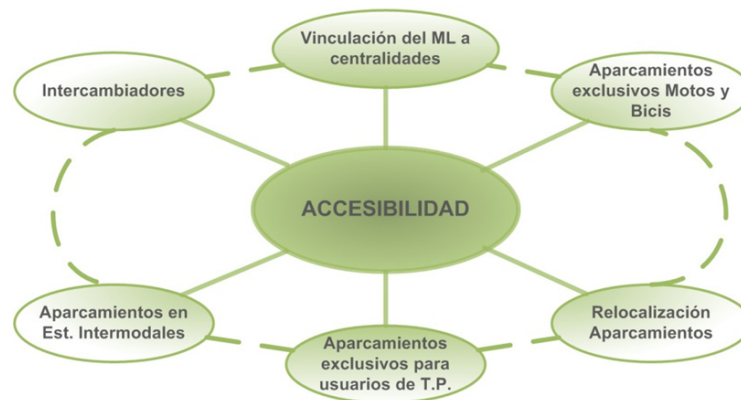 Vinculación del ML a
centralidades
Intercambiadores
Aparcamientos
exclusivos Motos y
Bicis
ACCESIBILIDAD
Aparcamientos en
Est. Intermodales
Aparcamientos
exclusivos para
usuarios de T.P.
Relocalización
Aparcamientos